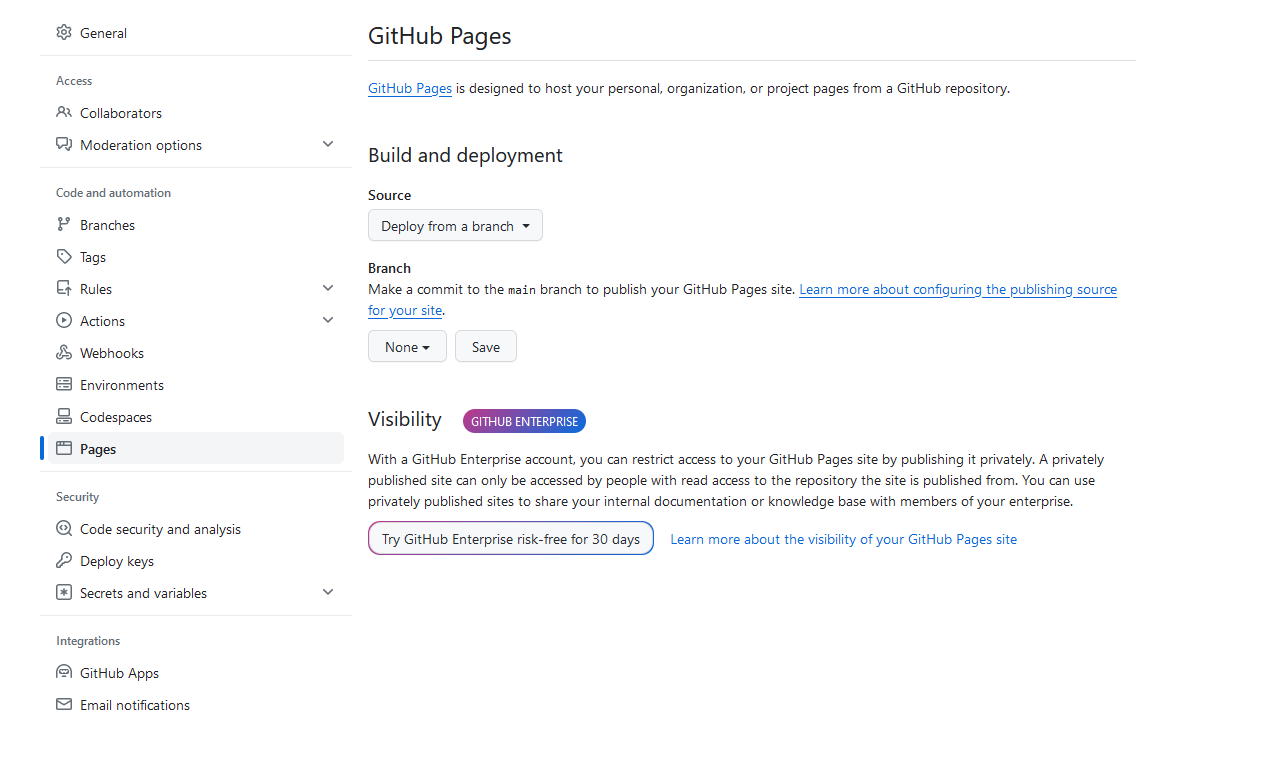 General
Access
Collaborators
Moderation options
Code and automation
Branches
Tags
Rules
Actions
Webhooks
Environments
Codespaces
Pages
Security
Code security and analysis
Deploy keys
Secrets and variables
Integrations
GitHub Apps
Email notifications
GitHub Pages
GitHub Pages is designed to host your personal, organization, or project pages from a GitHub repository.
Build and deployment
Source
Deploy from a branch
Branch
Make a commit to the main branch to publish your GitHub Pages site. Learn more about configuring the publishing source
for your site.
None Save
Visibility GITHUB ENTERPRISE
With a GitHub Enterprise account, you can restrict access to your GitHub Pages site by publishing it privately. A privately
published site can only be accessed by people with read access to the repository the site is published from. You can use
privately published sites to share your internal documentation or knowledge base with members of your enterprise.
Try GitHub Enterprise risk-free for 30 days Learn more about the visibility of your GitHub Pages site